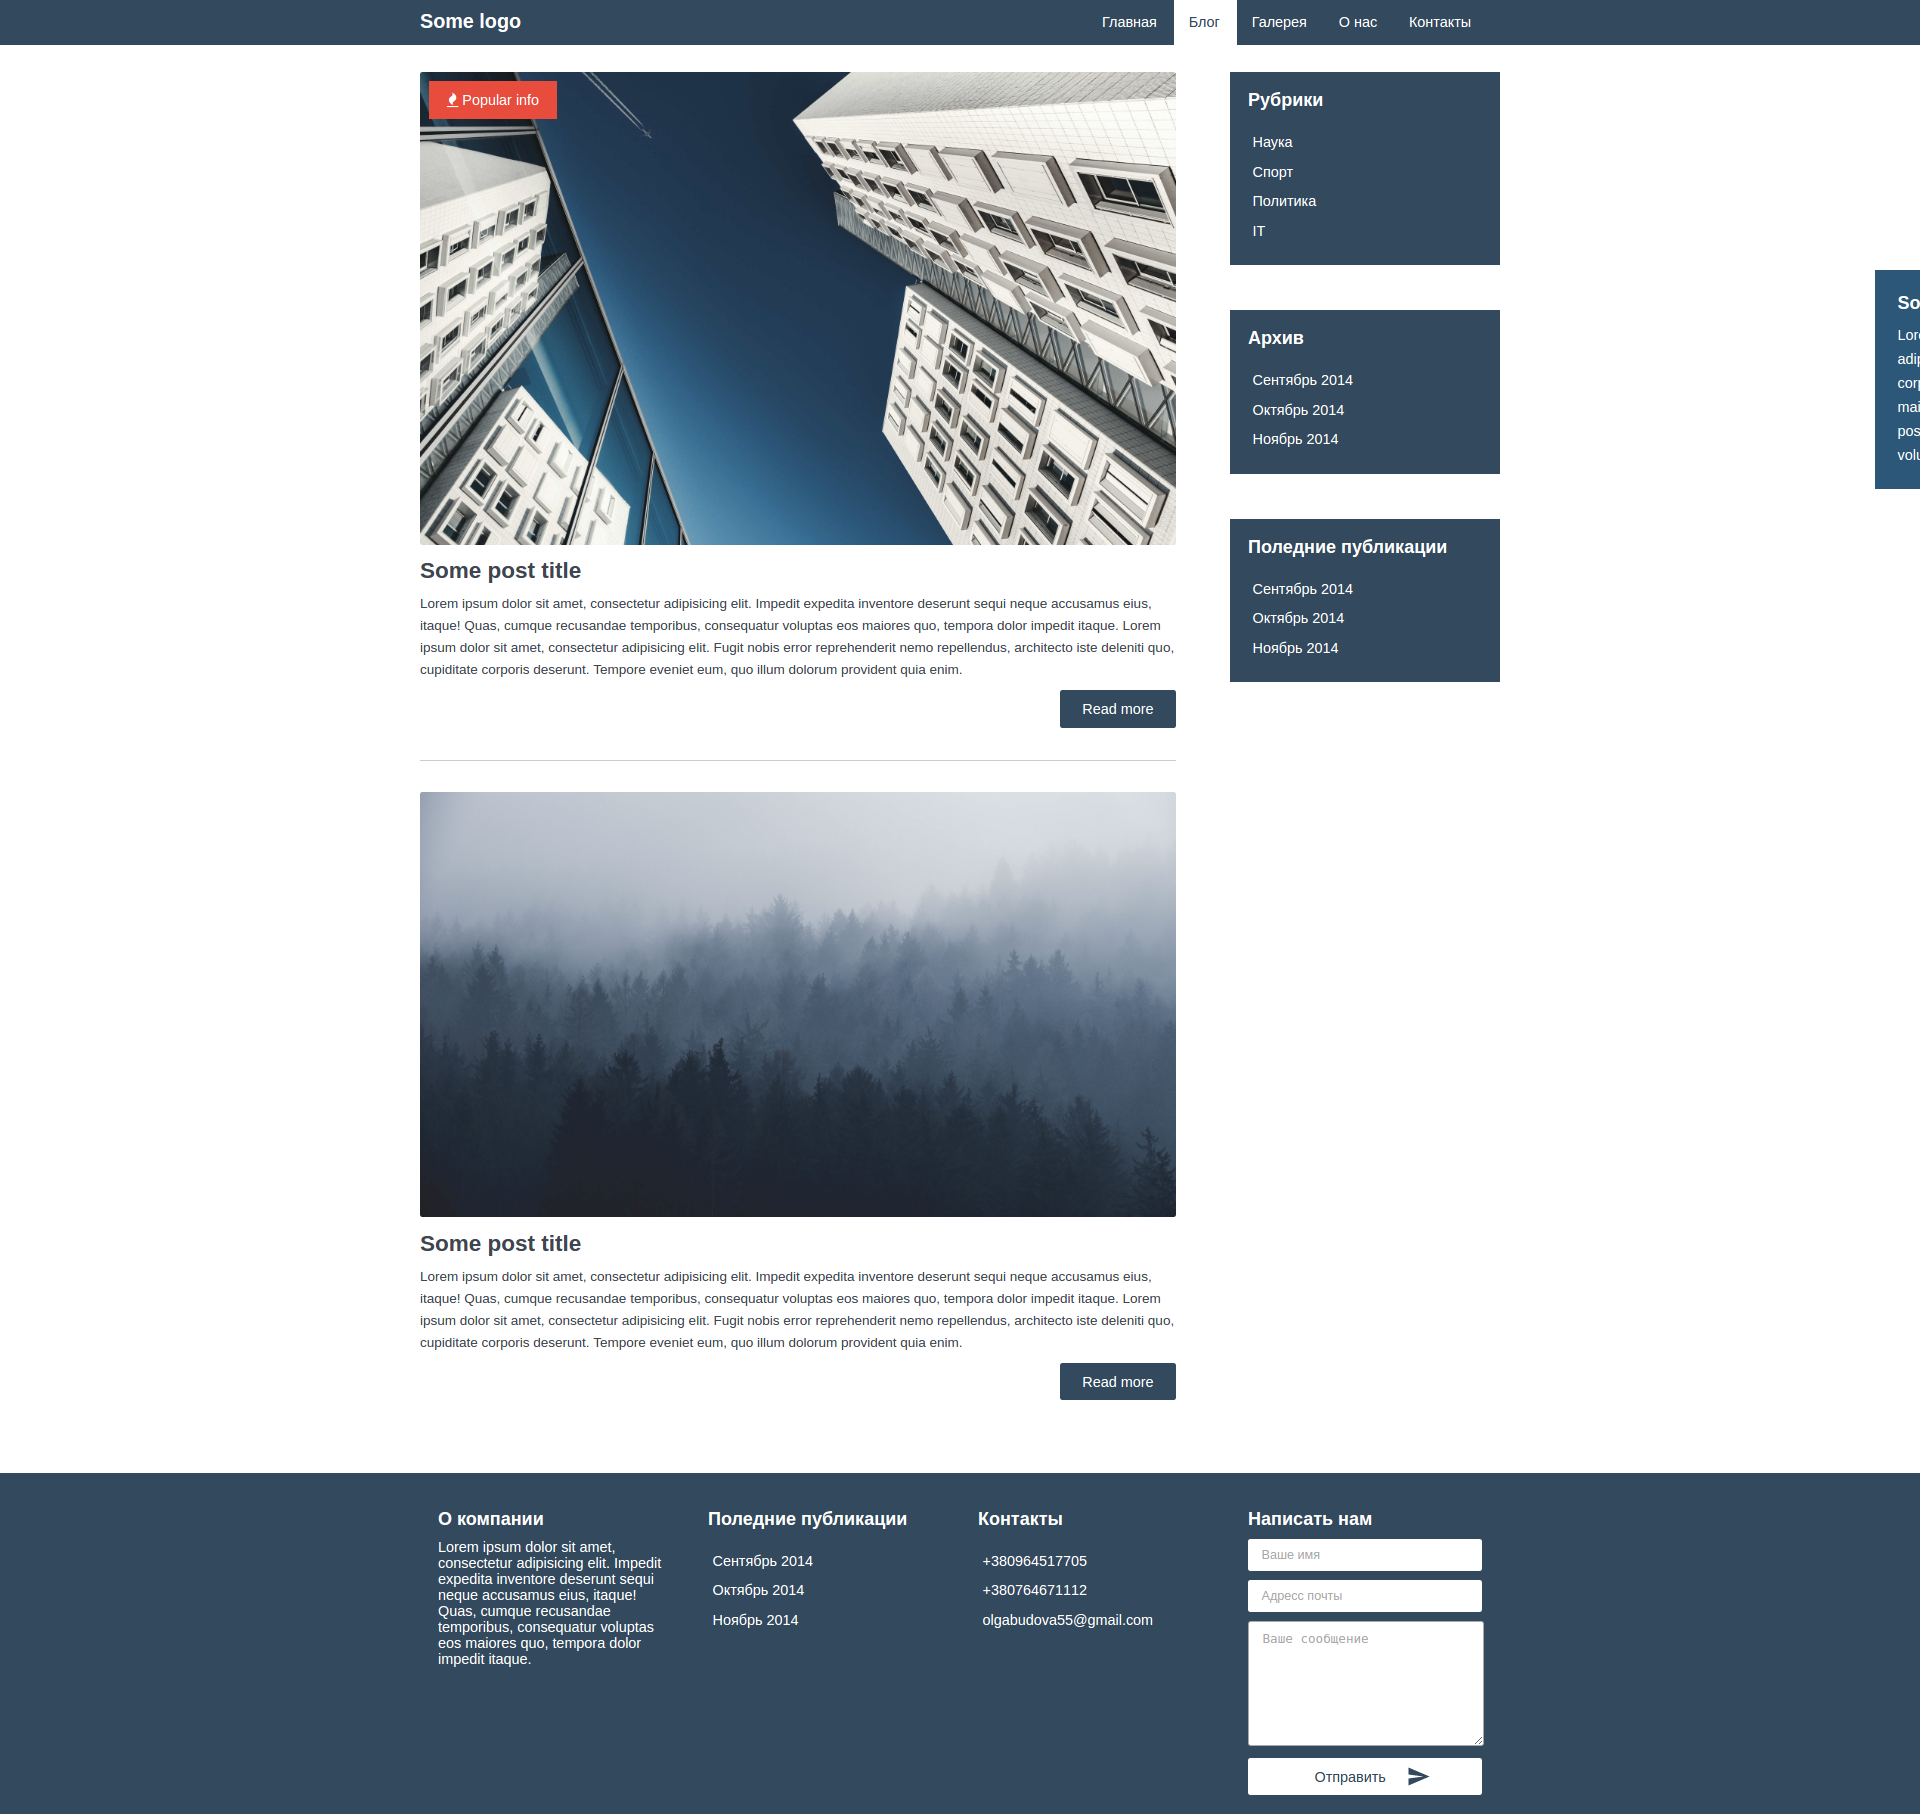 Some logo
Главная
Блог
Галерея
О нас
Контакты
Popular info
Some post title
Lorem ipsum dolor sit amet, consectetur adipisicing elit. Impedit expedita inventore deserunt sequi neque accusamus eius,
itaque! Quas, cumque recusandae temporibus, consequatur voluptas eos maiores quo, tempora dolor impedit itaque. Lorem
ipsum dolor sit amet, consectetur adipisicing elit. Fugit nobis error reprehenderit nemo repellendus, architecto iste deleniti quo,
cupiditate corporis deserunt. Tempore eveniet eum, quo illum dolorum provident quia enim.
Read more
Some post title
Lorem ipsum dolor sit amet, consectetur adipisicing elit. Impedit expedita inventore deserunt sequi neque accusamus eius,
itaque! Quas, cumque recusandae temporibus, consequatur voluptas eos maiores quo, tempora dolor impedit itaque. Lorem
ipsum dolor sit amet, consectetur adipisicing elit. Fugit nobis error reprehenderit nemo repellendus, architecto iste deleniti quo,
cupiditate corporis deserunt. Tempore eveniet eum, quo illum dolorum provident quia enim.
Read more
Рубрики
Наука
Спорт
Политика
IT
Архив
Сентябрь 2014
Октябрь 2014
Ноябрь 2014
Поледние публикации
Сентябрь 2014
Октябрь 2014
Ноябрь 2014
О компании
Lorem ipsum dolor sit amet,
consectetur adipisicing elit. Impedit
expedita inventore deserunt sequi
neque accusamus eius, itaque!
Quas, cumque recusandae
temporibus, consequatur voluptas
eos maiores quo, tempora dolor
impedit itaque.
Поледние публикации
Сентябрь 2014
Октябрь 2014
Ноябрь 2014
Контакты
+380964517705
+380764671112
olgabudova55@gmail.com
Написать нам
Ваше имя
Адресс почты
Ваше сообщение
Отправить